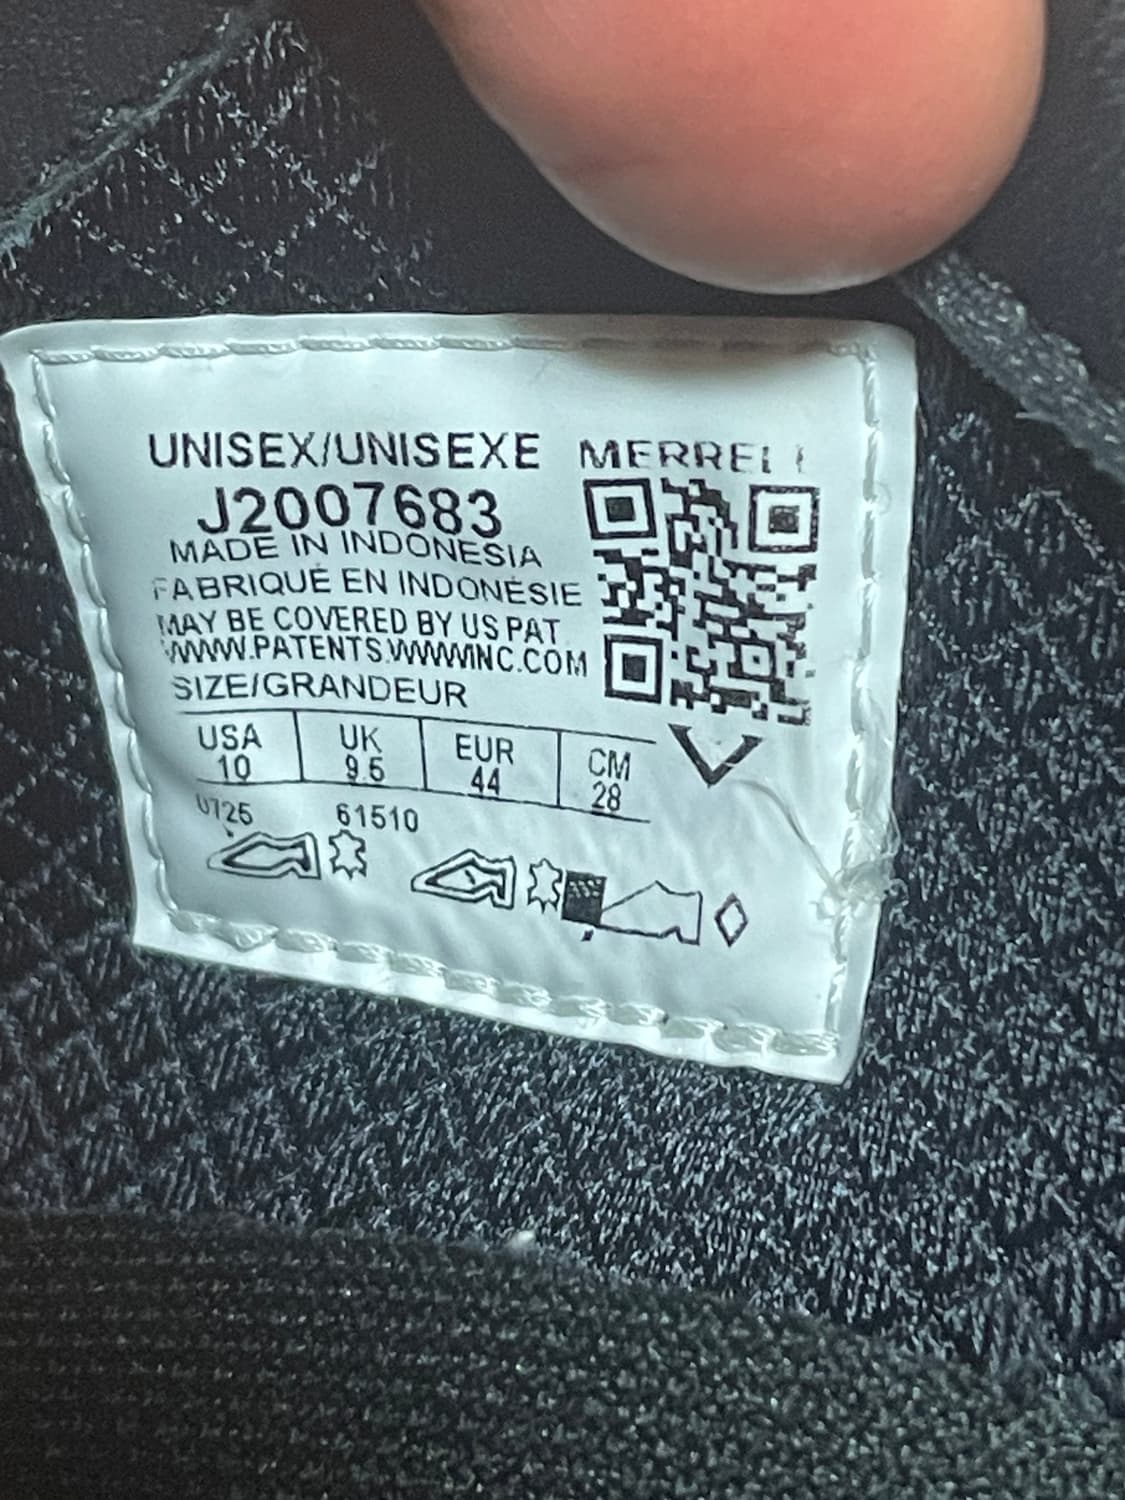 UNISEX/UNISEXE
MERRELL
J2007683
MADE IN INDONESIA
FABRIQUÉ EN INDONÉSIE
MAY BE COVERED BY US PAT
WWW.PATENTS.WWWINC.COM
SIZE/GRANDEUR
USA UK EUR CM
10 9.5 44 28
0725 61510